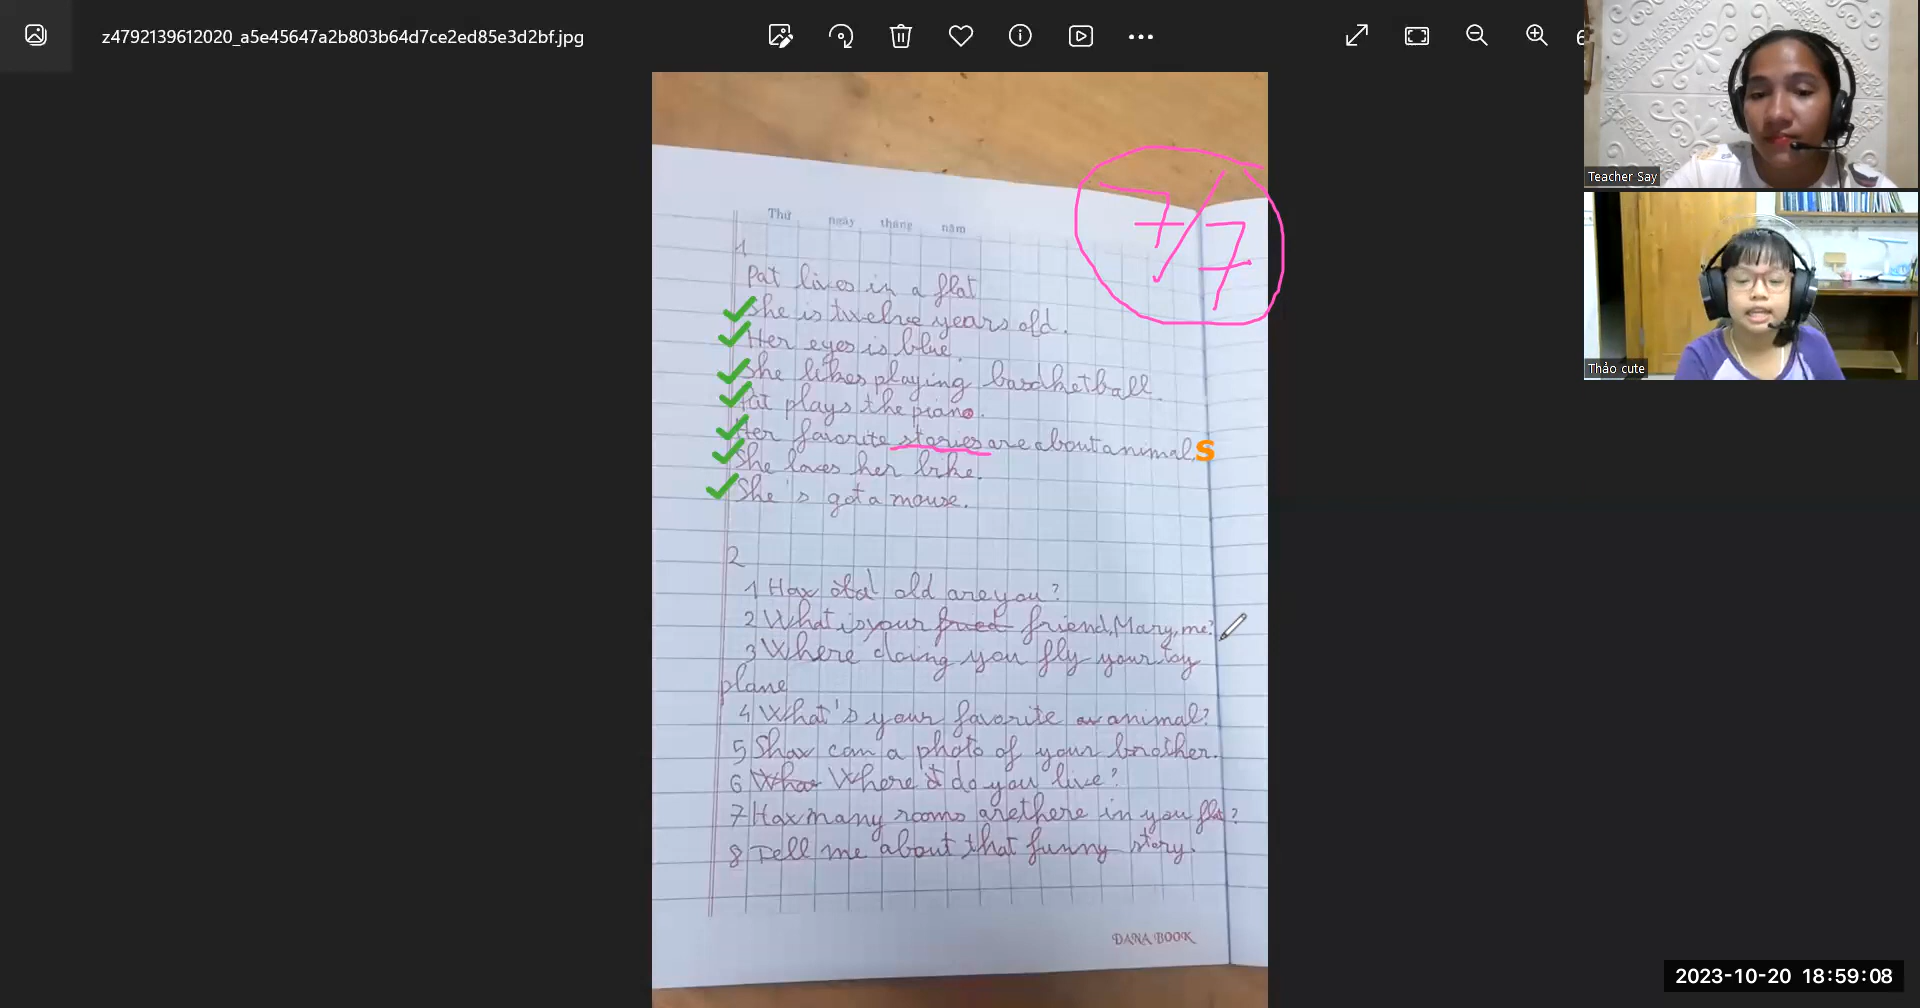 z4792139612020_a5e45647a2b803b64d7ce2ed85e3d2bf.jpg
Teacher Say
Thảo cute
7/7
Thứ ngày tháng năm
1
Pat lives in a flat
She is twelve years old.
Her eyes is blue.
She likes playing basdketball.
Pat plays the piano.
Her favorite stories are about animal,s
She loves her bike.
She's got a mouse.
2
1 How old are you?
2 What is your friend, Mary, me?
3 Where doing you fly your toy
plane
4 What's your favorite animal?
5 Show can a photo of your brother.
6 Where do you live?
7 How many rooms are there in you flat?
8 Tell me about that funny story.
DANA BOOK
2023-10-20 18:59:08